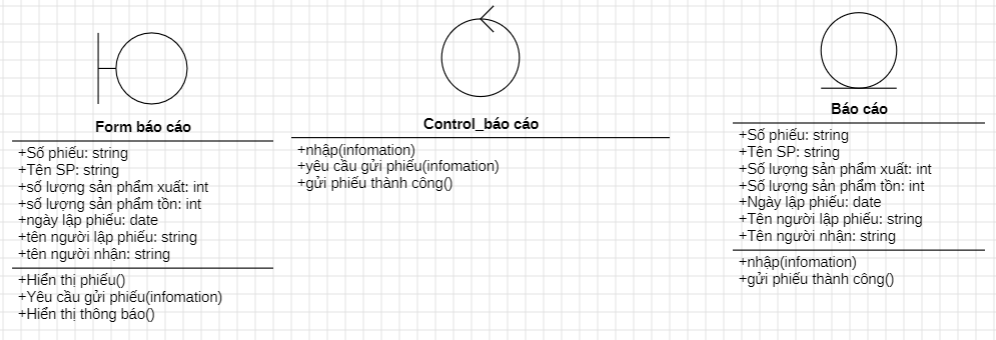 Form báo cáo
+Số phiếu: string
+Tên SP: string
+số lượng sản phẩm xuất: int
+số lượng sản phẩm tồn: int
+ngày lập phiếu: date
+tên người lập phiếu: string
+tên người nhận: string
+Hiển thị phiếu()
+Yêu cầu gửi phiếu(infomation)
+Hiển thị thông báo()
Control_báo cáo
+nhập(infomation)
+yêu cầu gửi phiếu(infomation)
+gửi phiếu thành công()
Báo cáo
+Số phiếu: string
+Tên SP: string
+Số lượng sản phẩm xuất: int
+Số lượng sản phẩm tồn: int
+Ngày lập phiếu: date
+Tên người lập phiếu: string
+Tên người nhận: string
+nhập(infomation)
+gửi phiếu thành công()